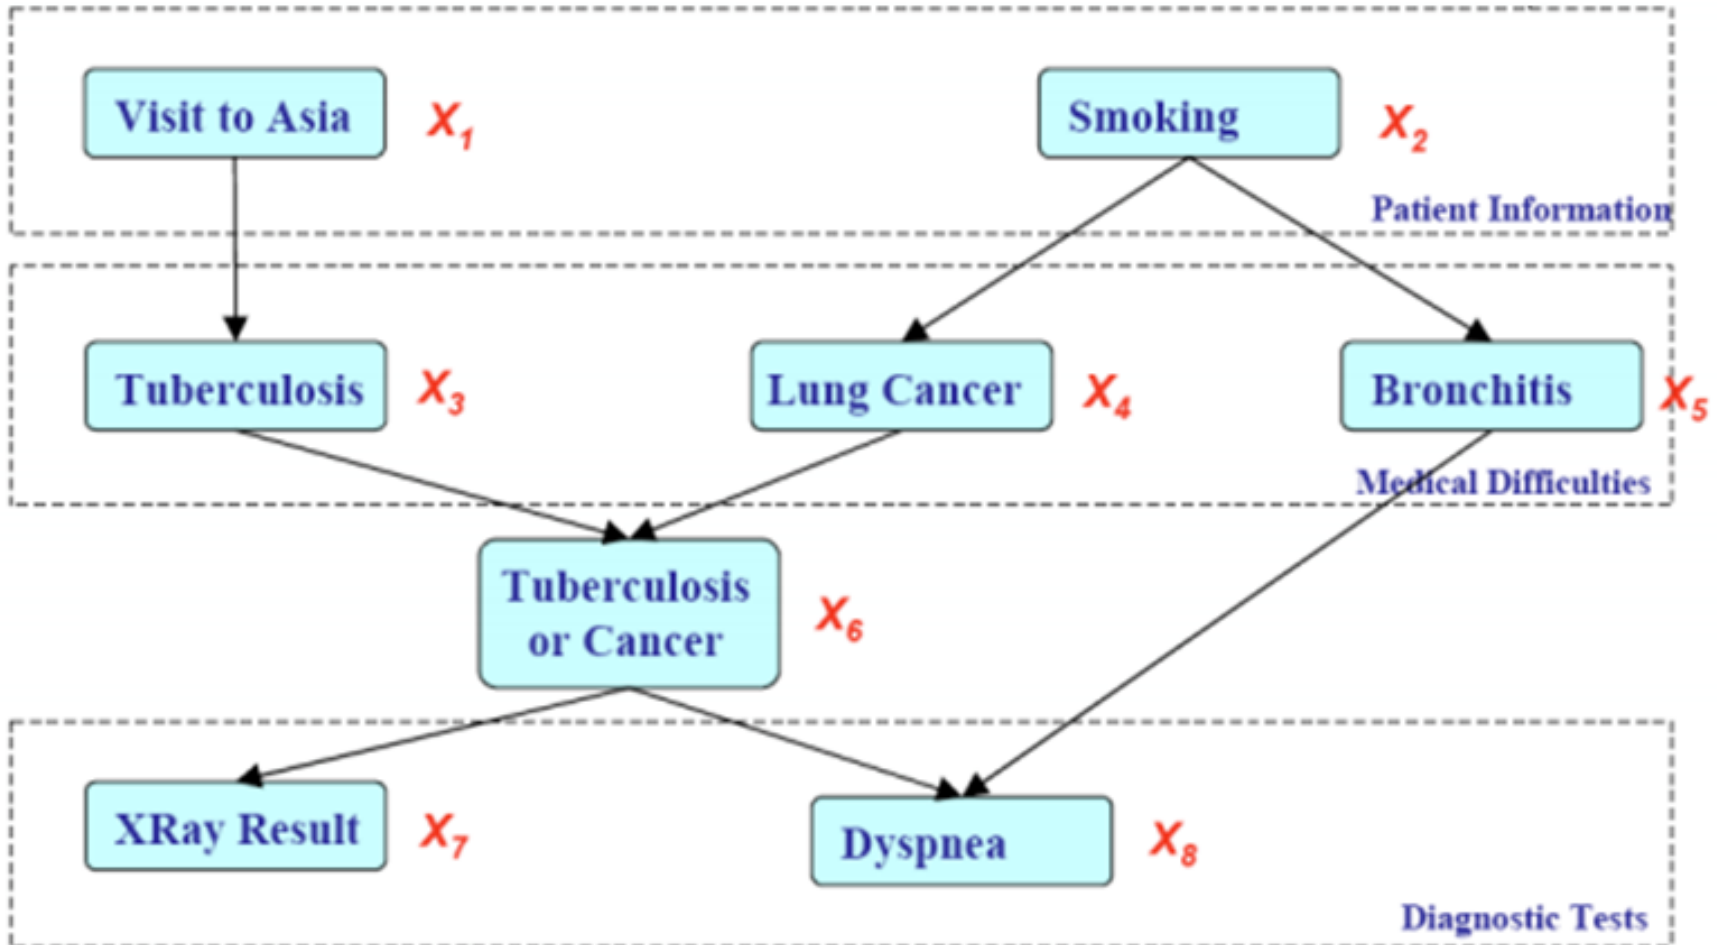 Visit to Asia X1
Smoking X2
Patient Information
Tuberculosis X3
Lung Cancer X4
Bronchitis X5
Medical Difficulties
Tuberculosis
or Cancer X6
XRay Result X7
Dyspnea X8
Diagnostic Tests